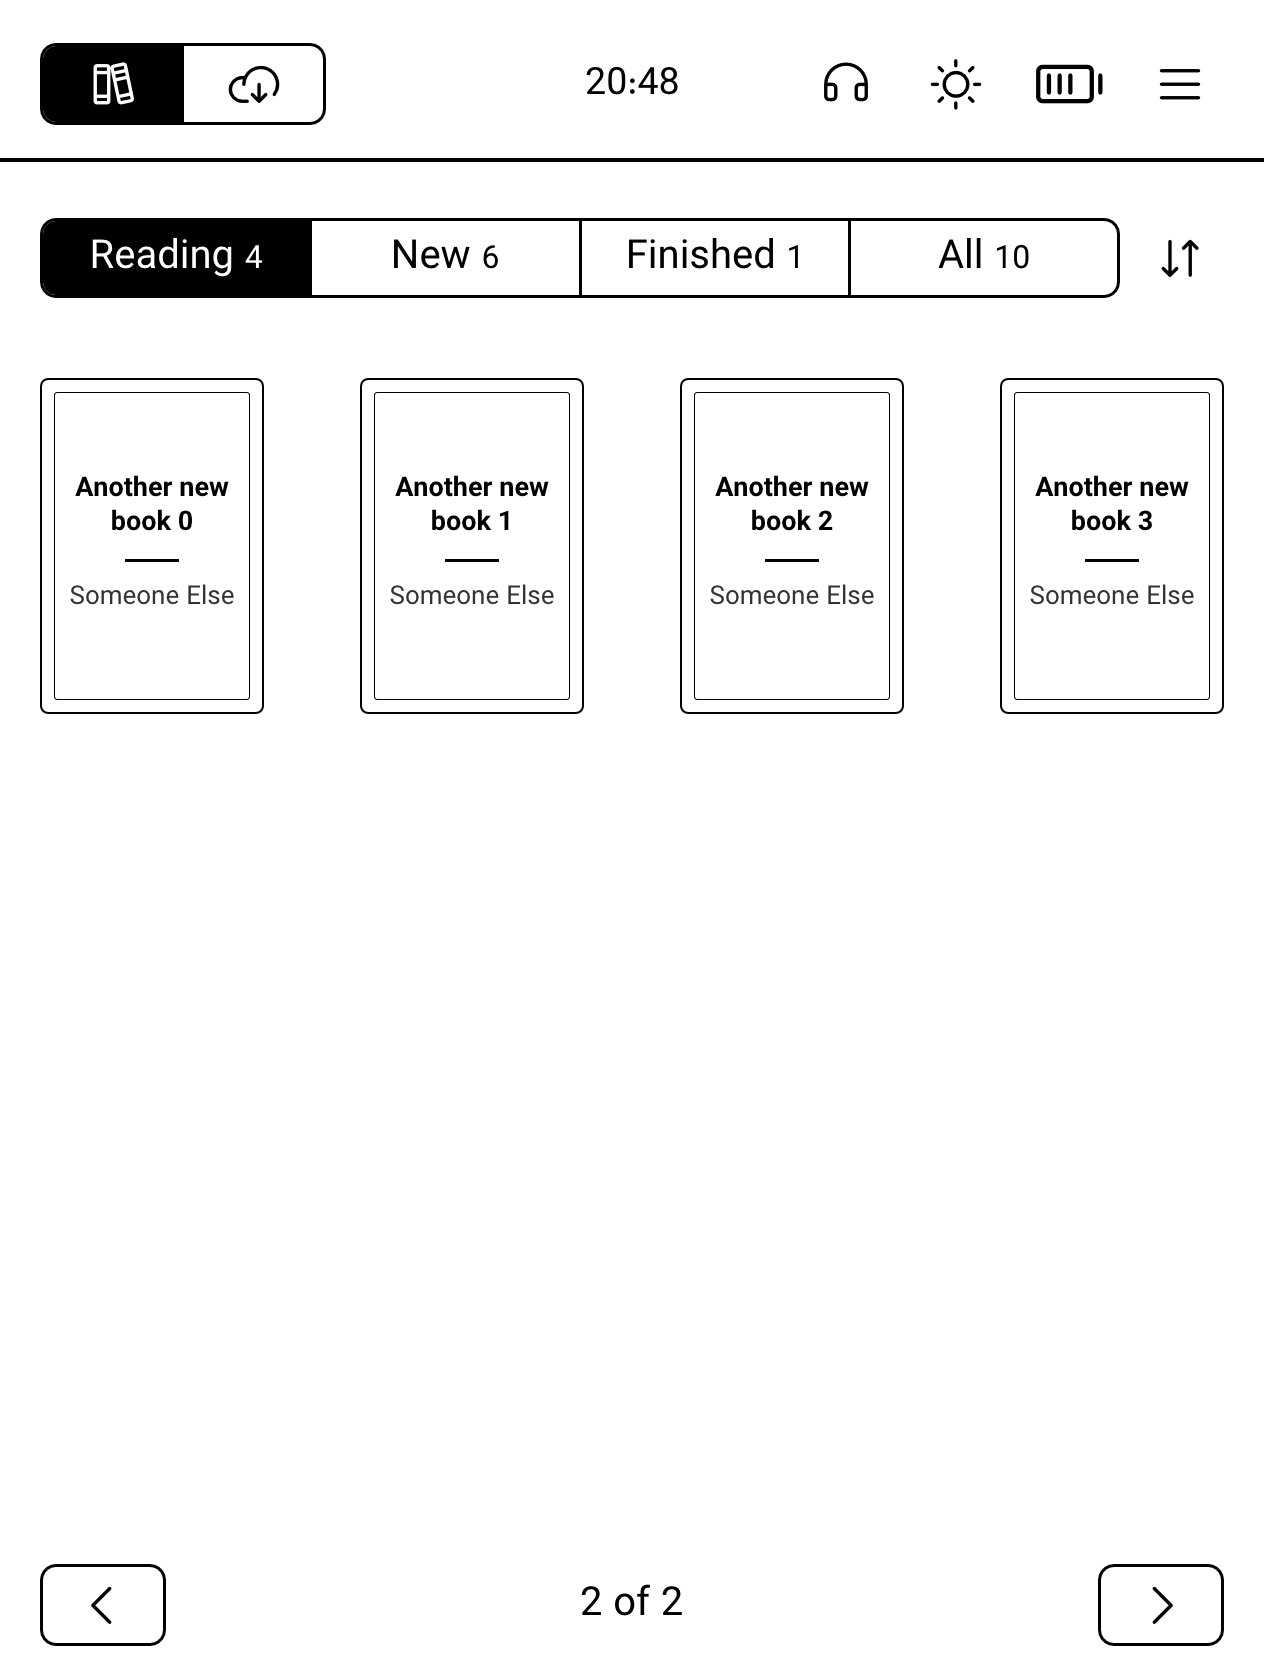 20:48
Reading 4
New 6
Finished 1
All 10
Another new
book 0
Someone Else
Another new
book 1
Someone Else
Another new
book 2
Someone Else
Another new
book 3
Someone Else
2 of 2